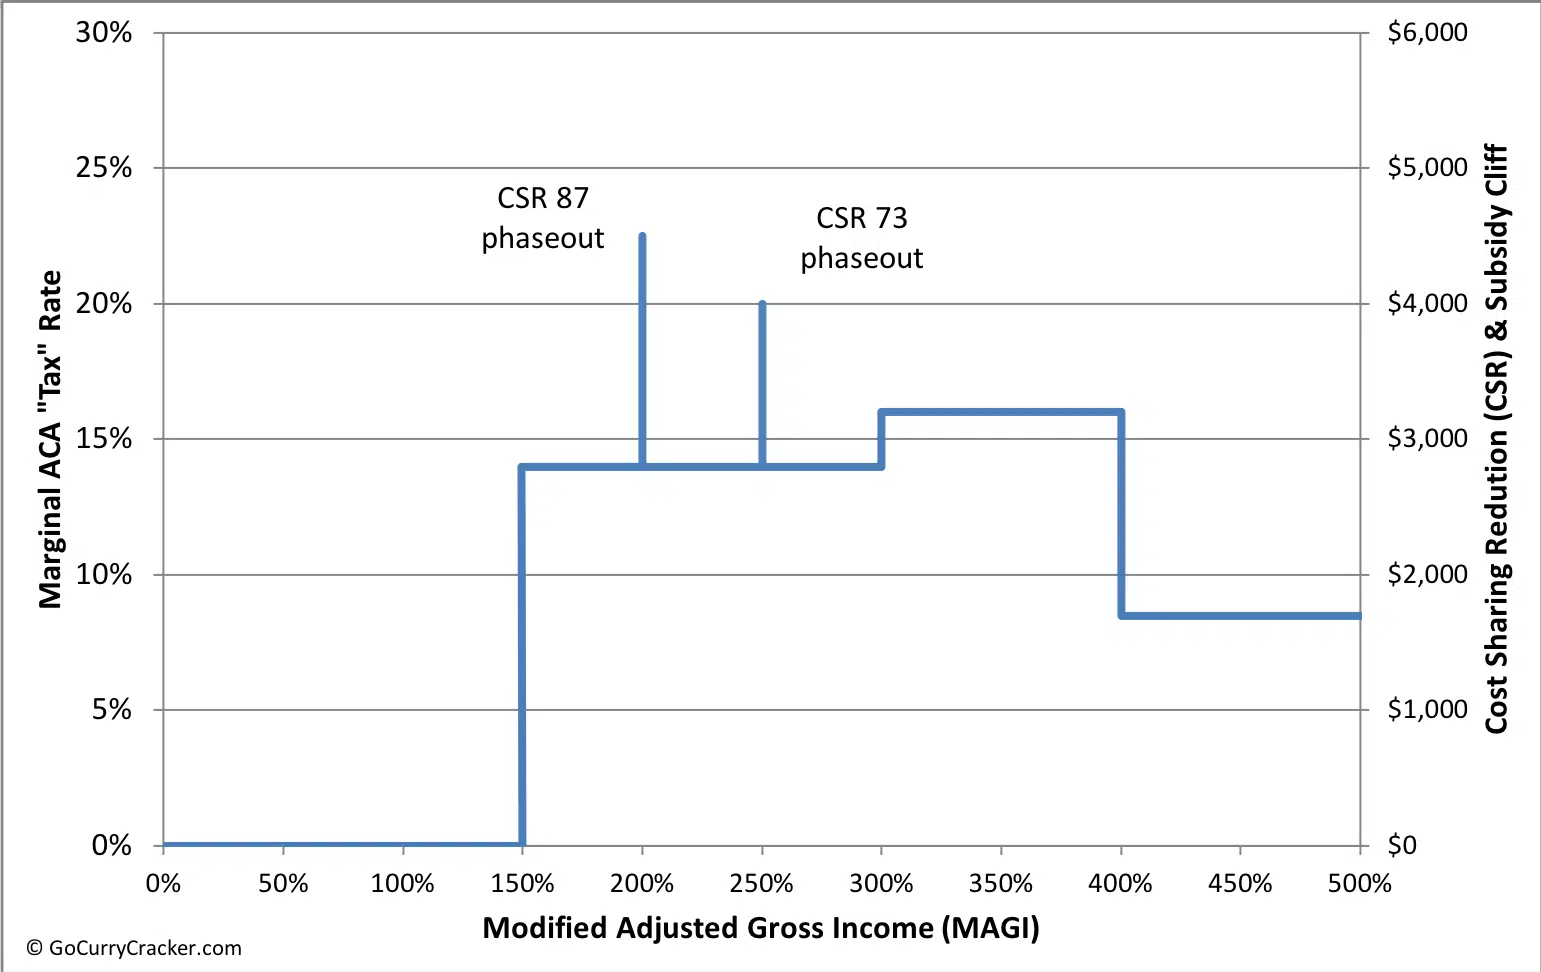 30%
25%
20%
15%
10%
5%
0%
Marginal ACA "Tax" Rate
CSR 87
phaseout
CSR 73
phaseout
$6,000
$5,000
$4,000
$3,000
$2,000
$1,000
$0
Cost Sharing Redution (CSR) & Subsidy Cliff
0% 50% 100% 150% 200% 250% 300% 350% 400% 450% 500%
Modified Adjusted Gross Income (MAGI)
© GoCurryCracker.com